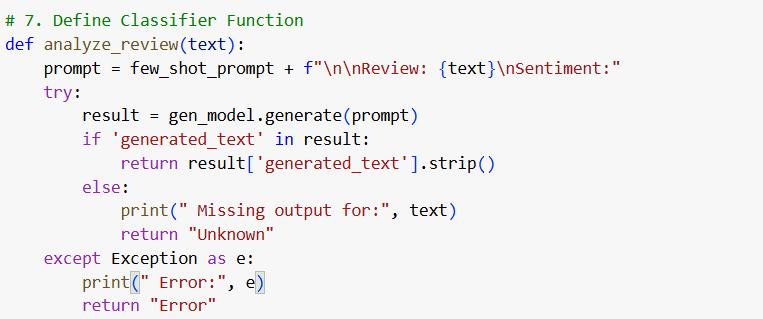 # 7. Define Classifier Function
def analyze_review(text):
    prompt = few_shot_prompt + f"\n\nReview: {text}\nSentiment:"
    try:
        result = gen_model.generate(prompt)
        if 'generated_text' in result:
            return result['generated_text'].strip()
        else:
            print(" Missing output for:", text)
            return "Unknown"
    except Exception as e:
        print(" Error:", e)
        return "Error"